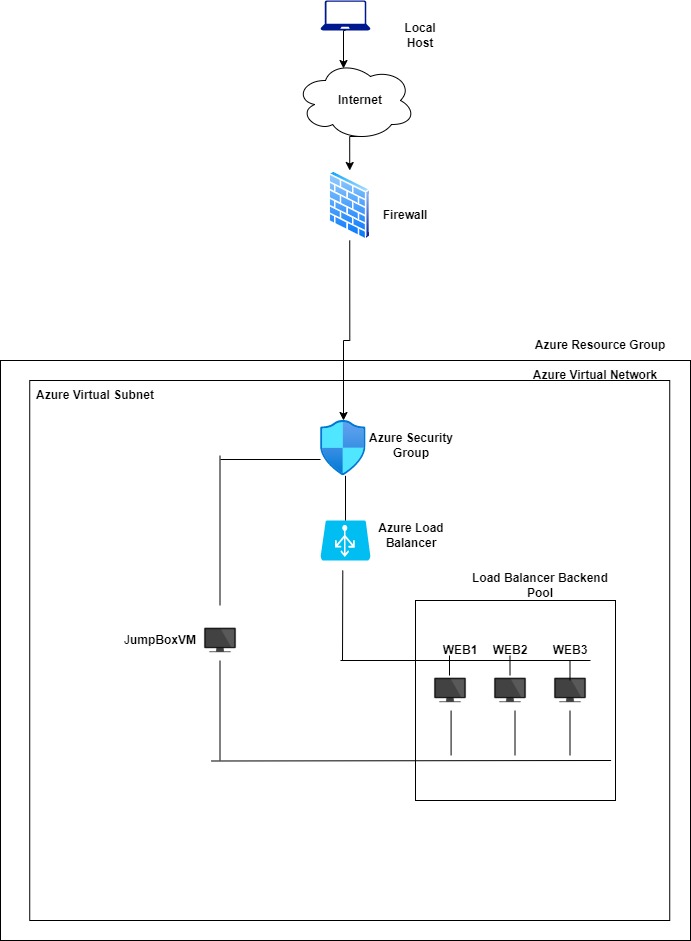 Local
Host
Internet
Firewall
Azure Resource Group
Azure Virtual Network
Azure Virtual Subnet
Azure Security
Group
Azure Load
Balancer
Load Balancer Backend
Pool
JumpBoxVM
WEB1
WEB2
WEB3